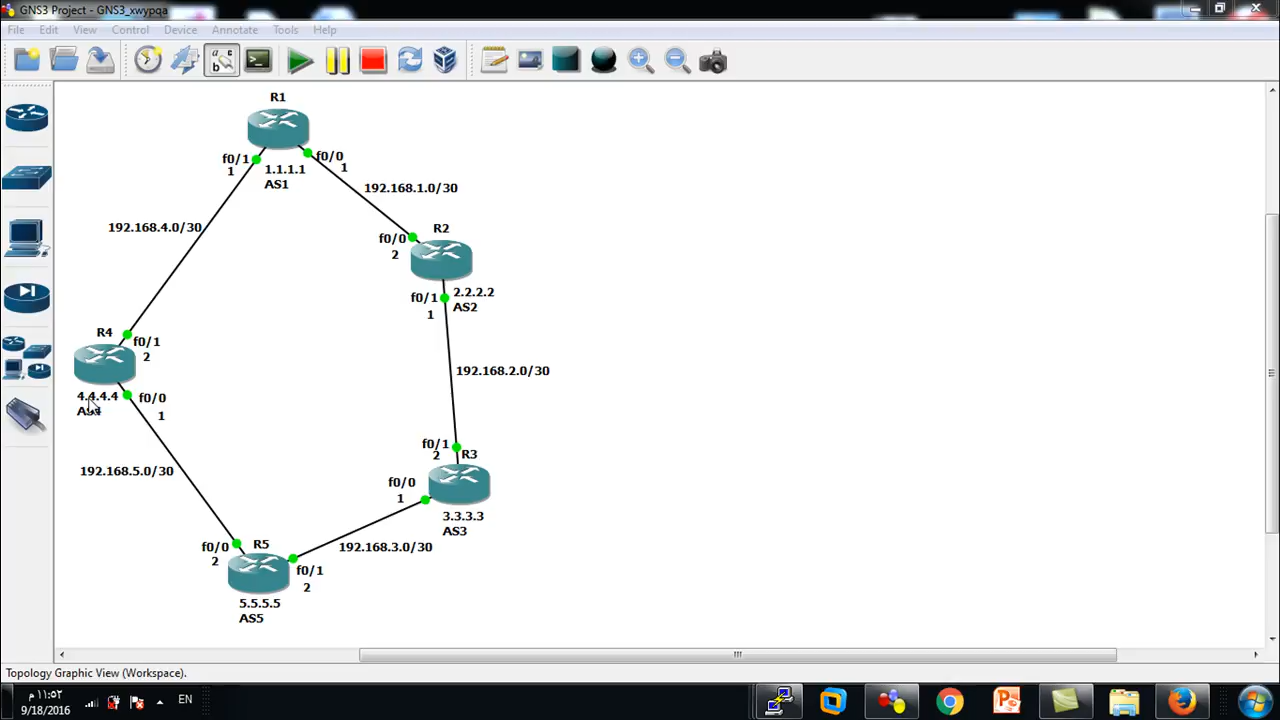 GNS3 Project - GNS3_xwypqa
File Edit View Control Device Annotate Tools Help
R1
f0/1
1
f0/0
1
1.1.1.1
AS1
192.168.1.0/30
192.168.4.0/30
R2
f0/0
2
2.2.2.2
AS2
f0/1
1
R4
f0/1
2
192.168.2.0/30
4.4.4.4
AS4
f0/0
1
f0/1
2
R3
192.168.5.0/30
f0/0
1
3.3.3.3
AS3
R5
f0/0
2
192.168.3.0/30
f0/1
2
5.5.5.5
AS5
Topology Graphic View (Workspace).
EN
١١:٥٢ م
9/18/2016